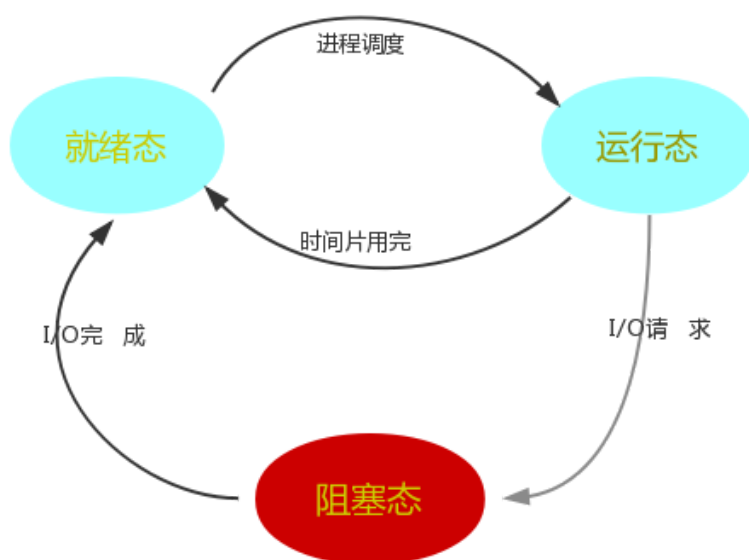 进程调度
就绪态
运行态
时间片用完
I/O完 成
I/O请 求
阻塞态